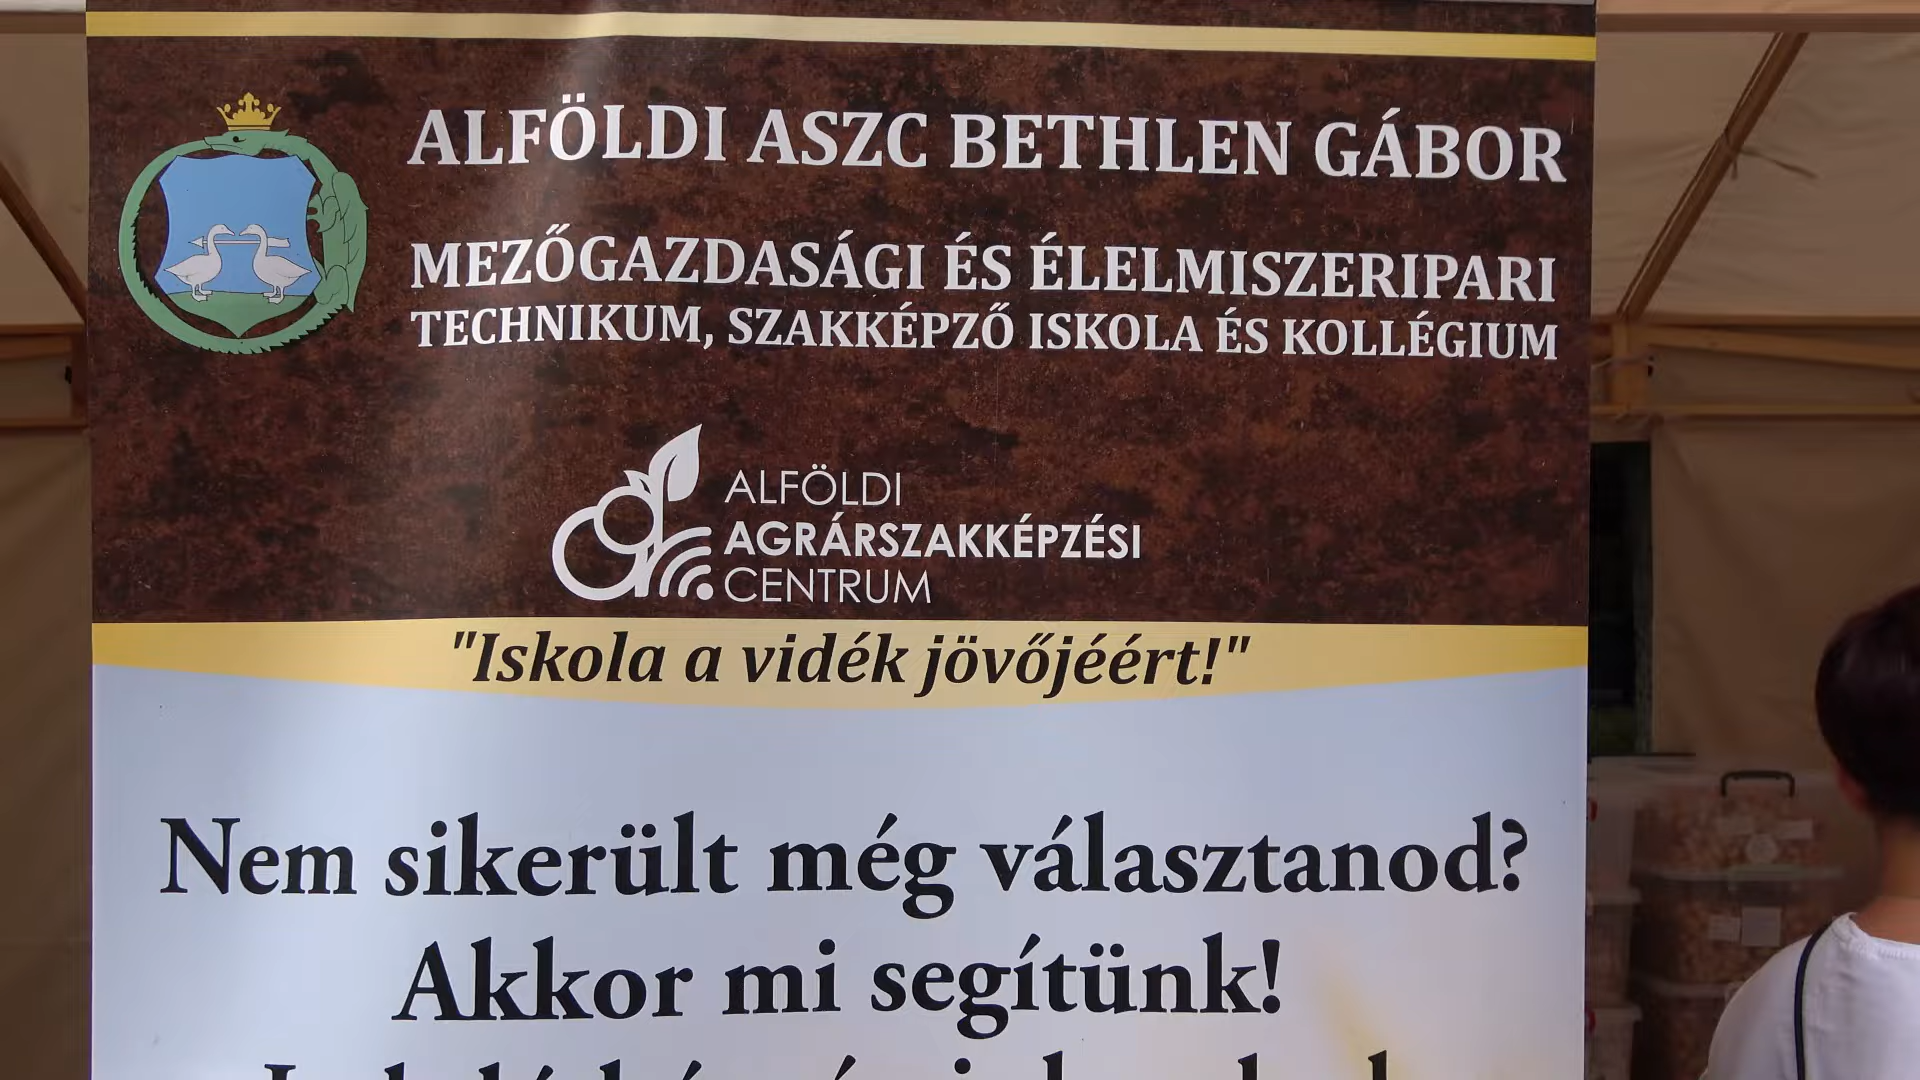 ALFÖLDI ASZC BETHLEN GÁBOR
MEZŐGAZDASÁGI ÉS ÉLELMISZERIPARI
TECHNIKUM, SZAKKÉPZŐ ISKOLA ÉS KOLLÉGIUM
ALFÖLDI
AGRÁRSZAKKÉPZÉSI
CENTRUM
"Iskola a vidék jövőjéért!"
Nem sikerült még választanod?
Akkor mi segítünk!